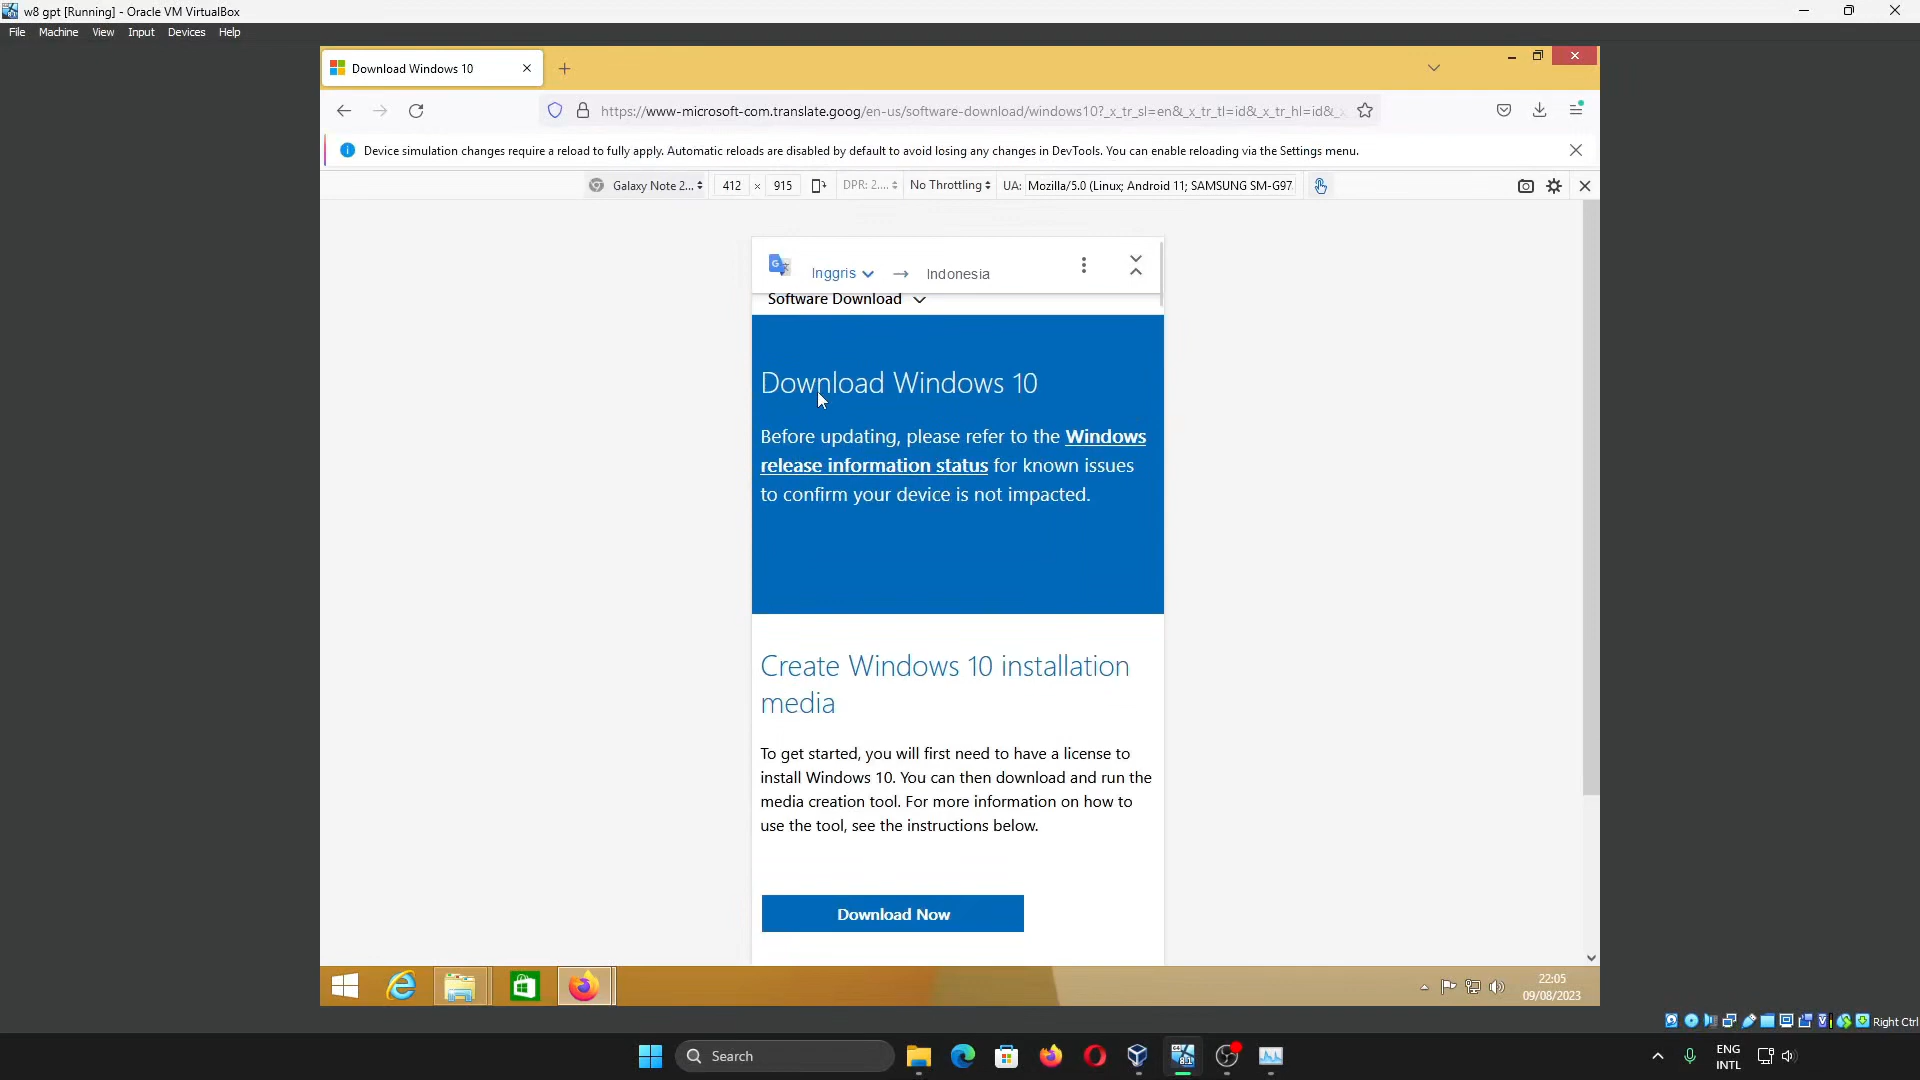 w8 gpt [Running] - Oracle VM VirtualBox
File Machine View Input Devices Help
Download Windows 10
https://www-microsoft-com.translate.goog/en-us/software-download/windows10?_x_tr_sl=en&_x_tr_tl=id&_x_tr_hl=id&_x
Device simulation changes require a reload to fully apply. Automatic reloads are disabled by default to avoid losing any changes in DevTools. You can enable reloading via the Settings menu.
Galaxy Note 2... 412 × 915 DPR: 2.... No Throttling UA: Mozilla/5.0 (Linux; Android 11; SAMSUNG SM-G97
Inggris → Indonesia
Software Download
Download Windows 10
Before updating, please refer to the Windows
release information status for known issues
to confirm your device is not impacted.
Create Windows 10 installation
media
To get started, you will first need to have a license to
install Windows 10. You can then download and run the
media creation tool. For more information on how to
use the tool, see the instructions below.
Download Now
22:05
09/08/2023
Right Ctrl
Search
ENG
INTL